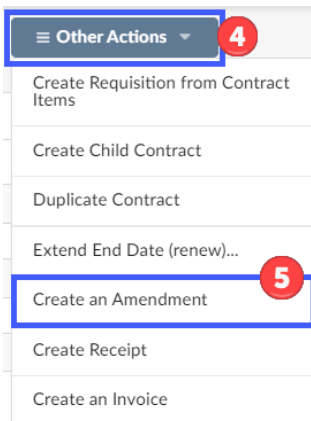 ≡ Other Actions 4
Create Requisition from Contract
Items
Create Child Contract
Duplicate Contract
Extend End Date (renew)...
5
Create an Amendment
Create Receipt
Create an Invoice